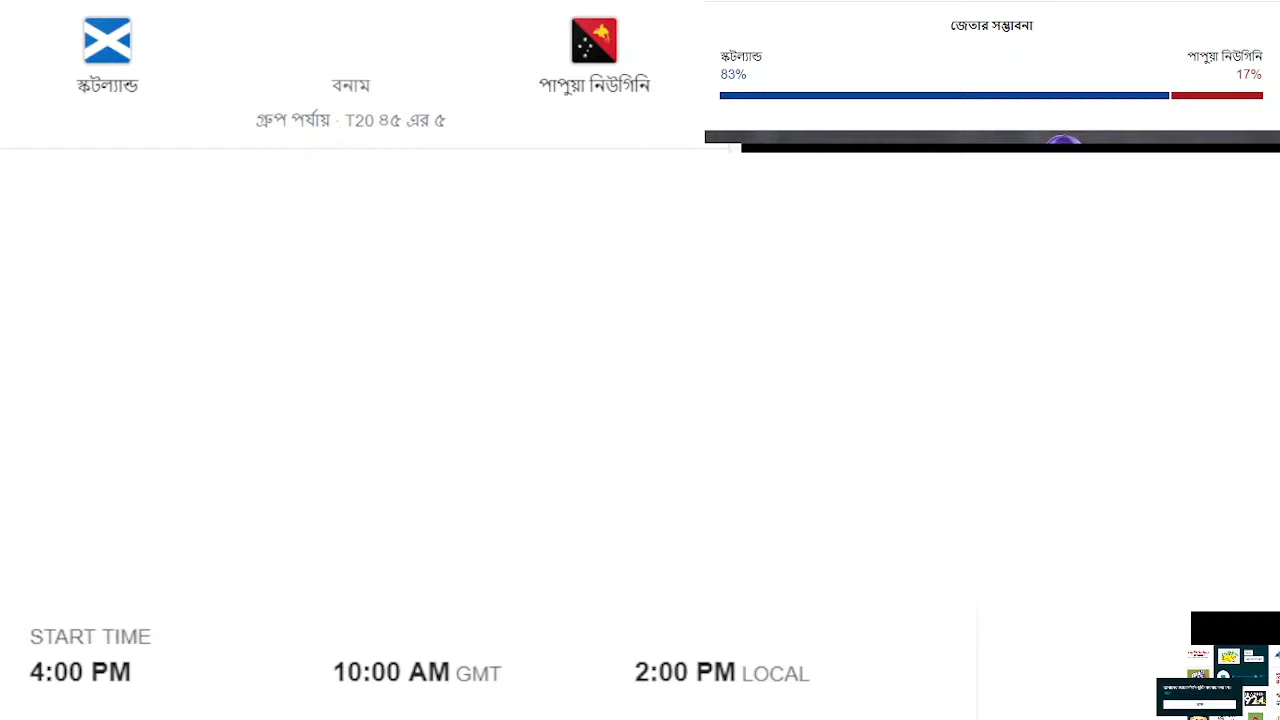 স্কটল্যান্ড
বনাম
পাপুয়া নিউগিনি
গ্রুপ পর্যায় · T20 ৪৫ এর ৫
জেতার সম্ভাবনা
স্কটল্যান্ড
পাপুয়া নিউগিনি
83%
17%
START TIME
4:00 PM
10:00 AM GMT
2:00 PM LOCAL